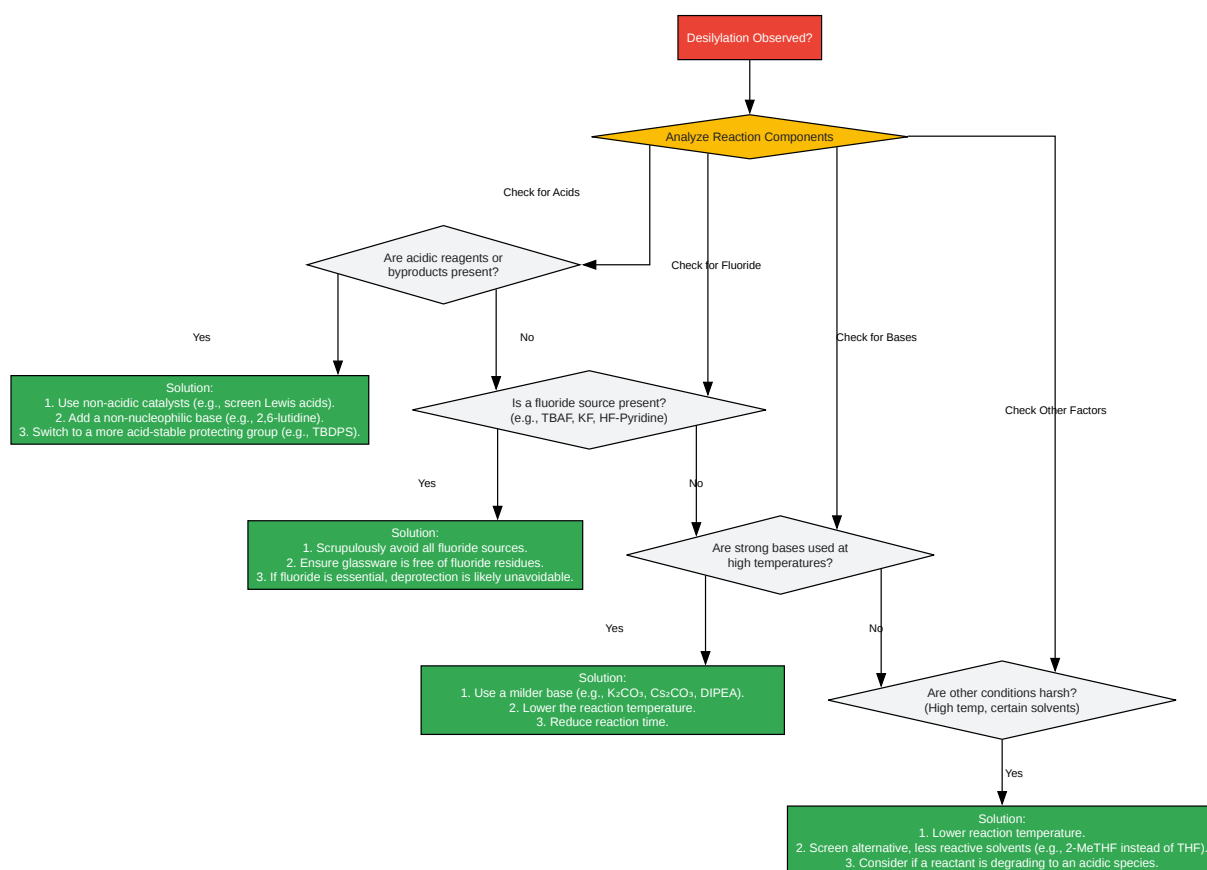 Desilylation Observed?
Analyze Reaction Components
Check for Acids
Are acidic reagents or
byproducts present?
Check for Fluoride
Yes
No
Check for Bases
Solution:
1. Use non-acidic catalysts (e.g., screen Lewis acids).
2. Add a non-nucleophilic base (e.g., 2,6-lutidine).
3. Switch to a more acid-stable protecting group (e.g., TBDPS).
Is a fluoride source present?
(e.g., TBAF, KF, HF-Pyridine)
Check Other Factors
Yes
No
Solution:
1. Scrupulously avoid all fluoride sources.
2. Ensure glassware is free of fluoride residues.
3. If fluoride is essential, deprotection is likely unavoidable.
Are strong bases used at
high temperatures?
Yes
No
Solution:
1. Use a milder base (e.g., K₂CO₃, Cs₂CO₃, DIPEA).
2. Lower the reaction temperature.
3. Reduce reaction time.
Are other conditions harsh?
(High temp, certain solvents)
Yes
Solution:
1. Lower reaction temperature.
2. Screen alternative, less reactive solvents (e.g., 2-MeTHF instead of THF).
3. Consider if a reactant is degrading to an acidic species.